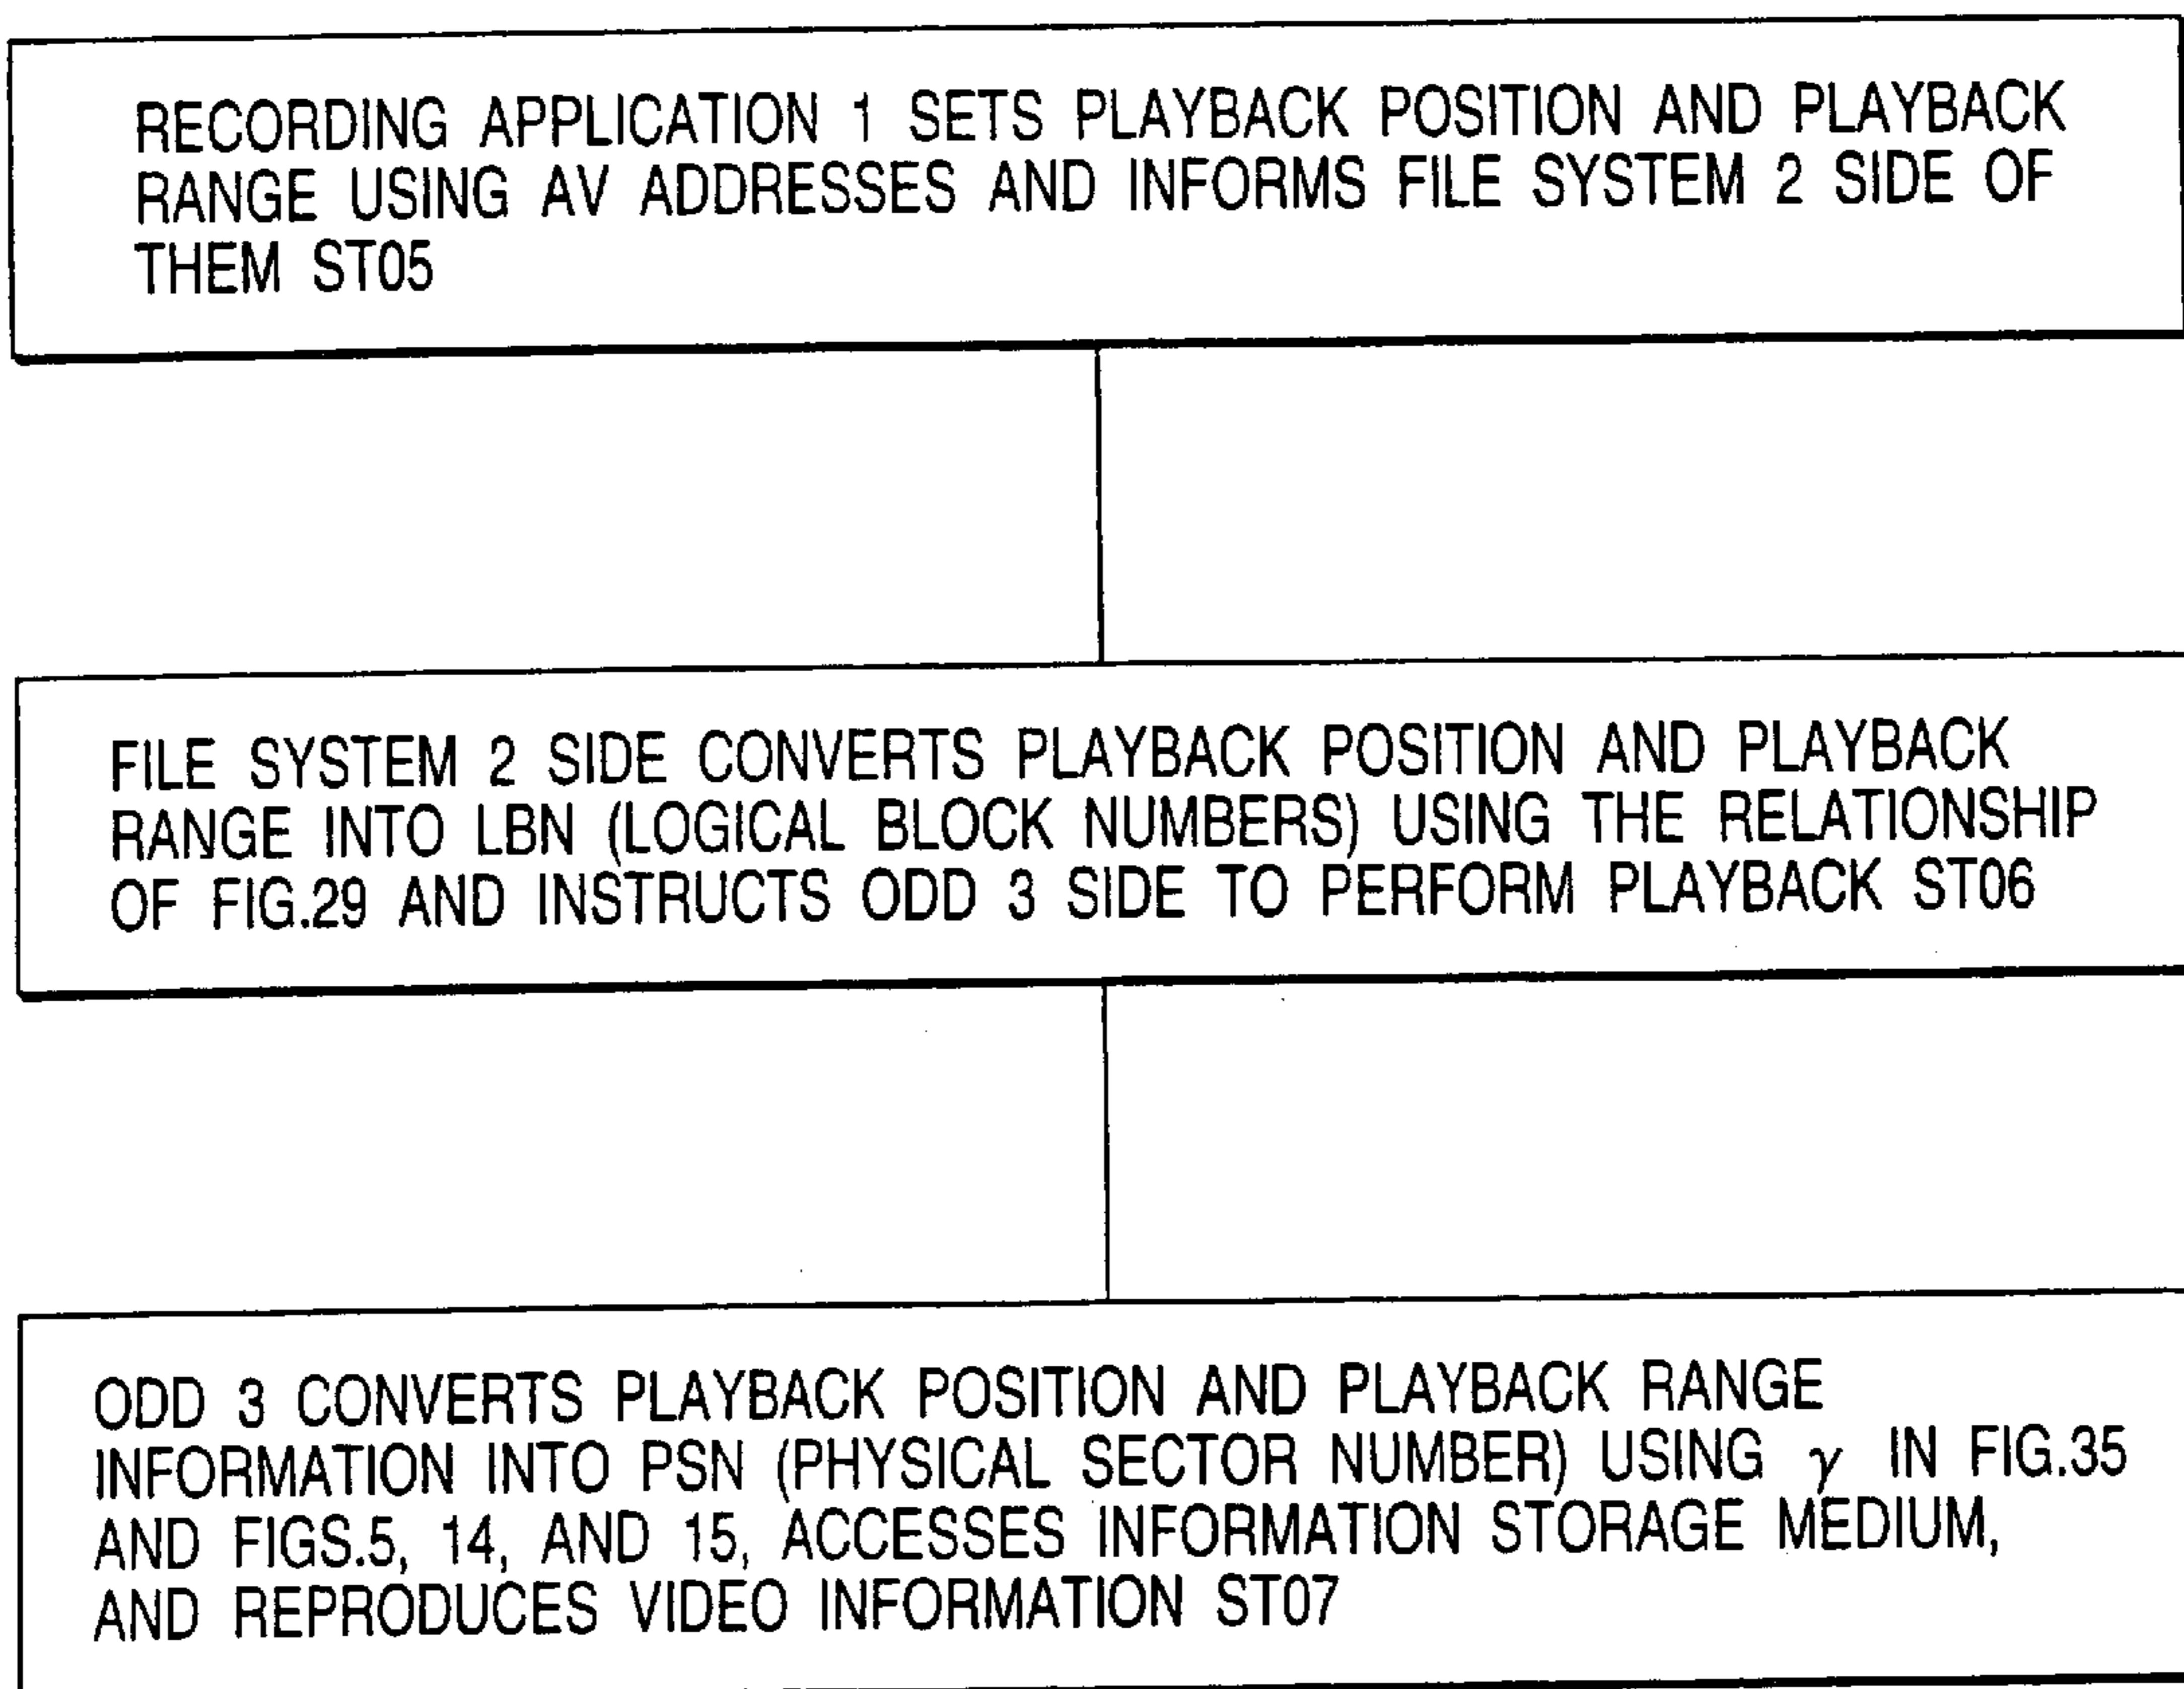 RECORDING APPLICATION 1 SETS PLAYBACK POSITION AND PLAYBACK
RANGE USING AV ADDRESSES AND INFORMS FILE SYSTEM 2 SIDE OF
THEM ST05
FILE SYSTEM 2 SIDE CONVERTS PLAYBACK POSITION AND PLAYBACK
RANGE INTO LBN (LOGICAL BLOCK NUMBERS) USING THE RELATIONSHIP
OF FIG.29 AND INSTRUCTS ODD 3 SIDE TO PERFORM PLAYBACK ST06
ODD 3 CONVERTS PLAYBACK POSITION AND PLAYBACK RANGE
INFORMATION INTO PSN (PHYSICAL SECTOR NUMBER) USING γ IN FIG.35
AND FIGS.5, 14, AND 15, ACCESSES INFORMATION STORAGE MEDIUM,
AND REPRODUCES VIDEO INFORMATION ST07